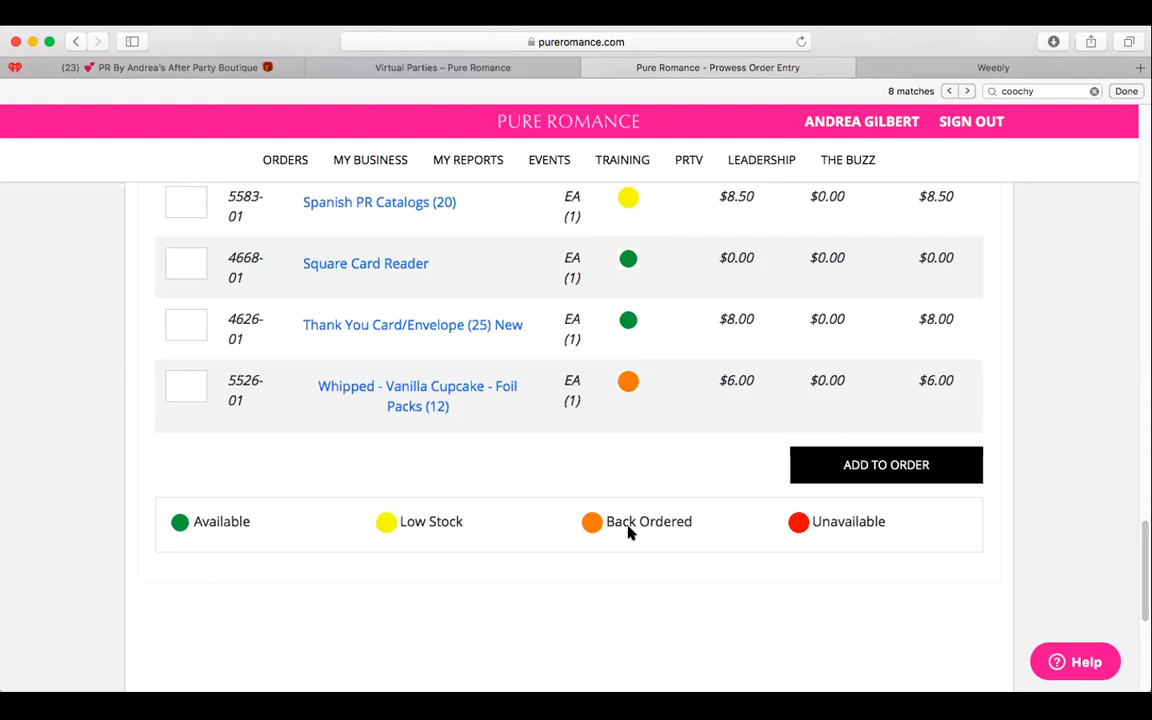 pureromance.com
(23) 💕 PR By Andrea's After Party Boutique 🎁
Virtual Parties – Pure Romance
Pure Romance - Prowess Order Entry
Weebly
8 matches
coochy
Done
PURE ROMANCE
ANDREA GILBERT
SIGN OUT
ORDERS
MY BUSINESS
MY REPORTS
EVENTS
TRAINING
PRTV
LEADERSHIP
THE BUZZ
5583-
01
Spanish PR Catalogs (20)
EA
(1)
$8.50
$0.00
$8.50
4668-
01
Square Card Reader
EA
(1)
$0.00
$0.00
$0.00
4626-
01
Thank You Card/Envelope (25) New
EA
(1)
$8.00
$0.00
$8.00
5526-
01
Whipped - Vanilla Cupcake - Foil
Packs (12)
EA
(1)
$6.00
$0.00
$6.00
ADD TO ORDER
Available
Low Stock
Back Ordered
Unavailable
Help